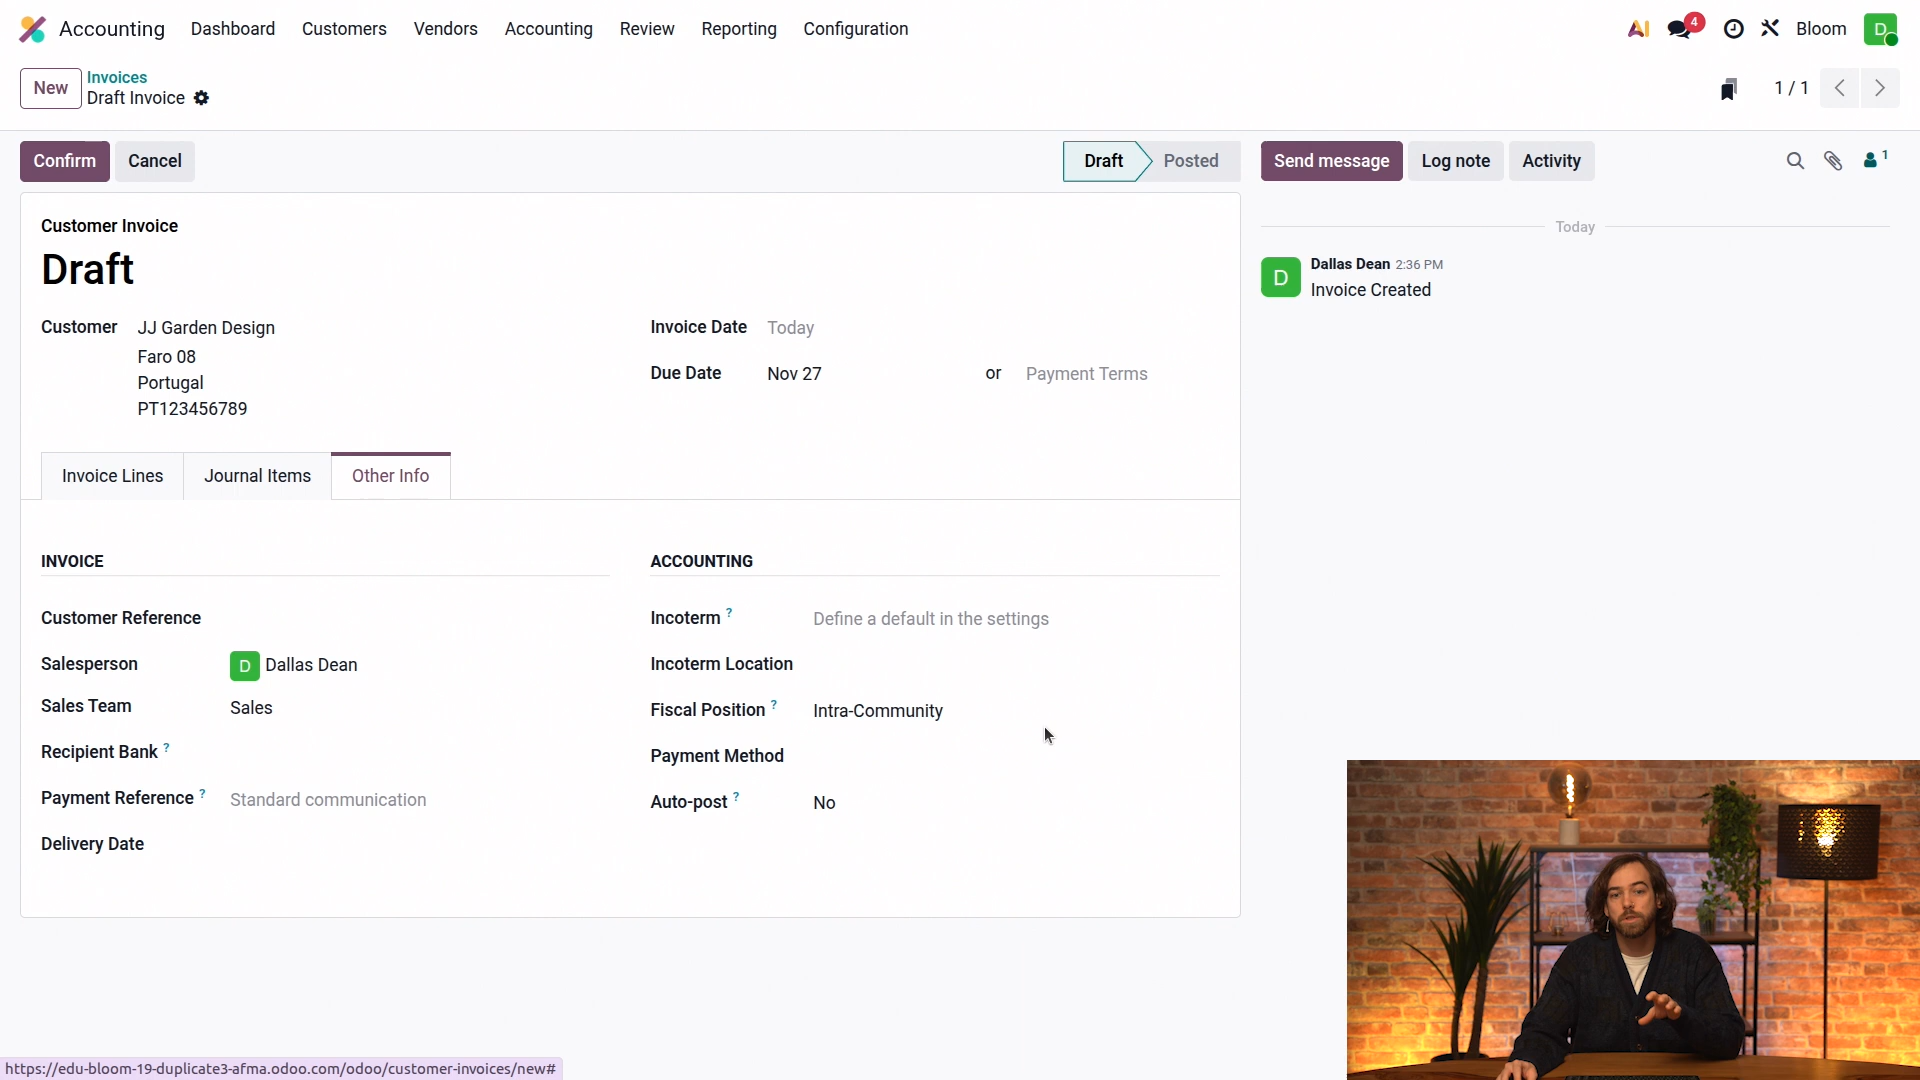 Accounting Dashboard Customers Vendors Accounting Review Reporting Configuration
AI 4 Bloom D
New
Invoices
Draft Invoice
1 / 1
Confirm Cancel
Draft Posted
Send message Log note Activity
1
Customer Invoice
Draft
Customer JJ Garden Design
Faro 08
Portugal
PT123456789
Invoice Date Today
Due Date Nov 27 or Payment Terms
Today
D Dallas Dean 2:36 PM
Invoice Created
Invoice Lines Journal Items Other Info
INVOICE
Customer Reference
Salesperson D Dallas Dean
Sales Team Sales
Recipient Bank ?
Payment Reference ? Standard communication
Delivery Date
ACCOUNTING
Incoterm ? Define a default in the settings
Incoterm Location
Fiscal Position ? Intra-Community
Payment Method
Auto-post ? No
https://edu-bloom-19-duplicate3-afma.odoo.com/odoo/customer-invoices/new#